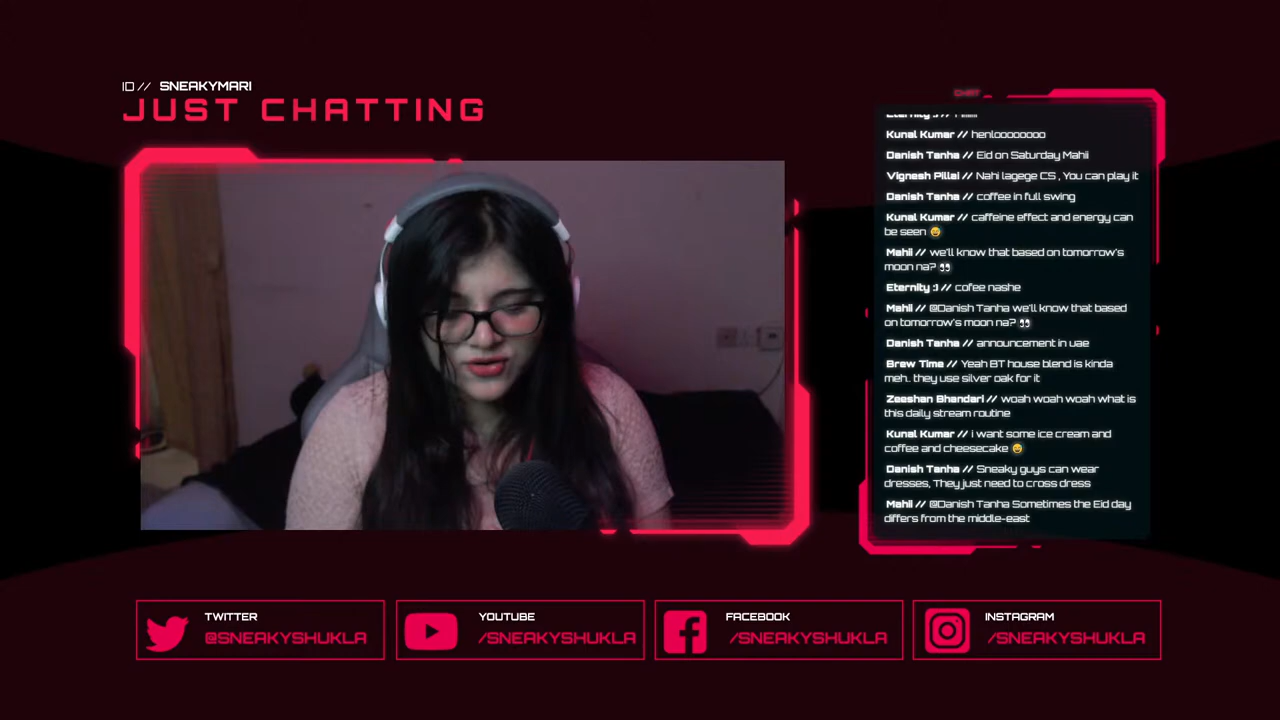 ID // SNEAKYMARI
JUST CHATTING
CHAT
Eternity :) //
Kunal Kumar // henlooooooo
Danish Tanha // Eid on Saturday Mahii
Vignesh Pillai // Nahi lagege CS , You can play it
Danish Tanha // coffee in full swing
Kunal Kumar // caffeine effect and energy can
be seen 😅
Mahii // we'll know that based on tomorrow's
moon na? 👀
Eternity :) // cofee nashe
Mahii // @Danish Tanha we'll know that based
on tomorrow's moon na? 👀
Danish Tanha // announcement in uae
Brew Time // Yeah BT house blend is kinda
meh.. they use silver oak for it
Zeeshan Bhandari // woah woah woah what is
this daily stream routine
Kunal Kumar // i want some ice cream and
coffee and cheesecake 😅
Danish Tanha // Sneaky guys can wear
dresses, They just need to cross dress
Mahii // @Danish Tanha Sometimes the Eid day
differs from the middle-east
TWITTER
@SNEAKYSHUKLA
YOUTUBE
/SNEAKYSHUKLA
FACEBOOK
/SNEAKYSHUKLA
INSTAGRAM
/SNEAKYSHUKLA